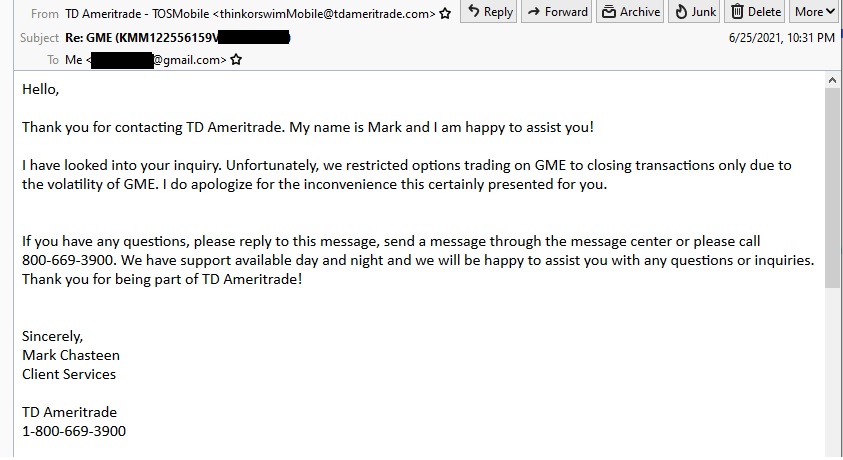 From TD Ameritrade - TOSMobile <thinkorswimMobile@tdameritrade.com> Reply Forward Archive Junk Delete More
Subject Re: GME (KMM122556159V ) 6/25/2021, 10:31 PM
To Me < @gmail.com>
Hello,
Thank you for contacting TD Ameritrade. My name is Mark and I am happy to assist you!
I have looked into your inquiry. Unfortunately, we restricted options trading on GME to closing transactions only due to
the volatility of GME. I do apologize for the inconvenience this certainly presented for you.
If you have any questions, please reply to this message, send a message through the message center or please call
800-669-3900. We have support available day and night and we will be happy to assist you with any questions or inquiries.
Thank you for being part of TD Ameritrade!
Sincerely,
Mark Chasteen
Client Services
TD Ameritrade
1-800-669-3900